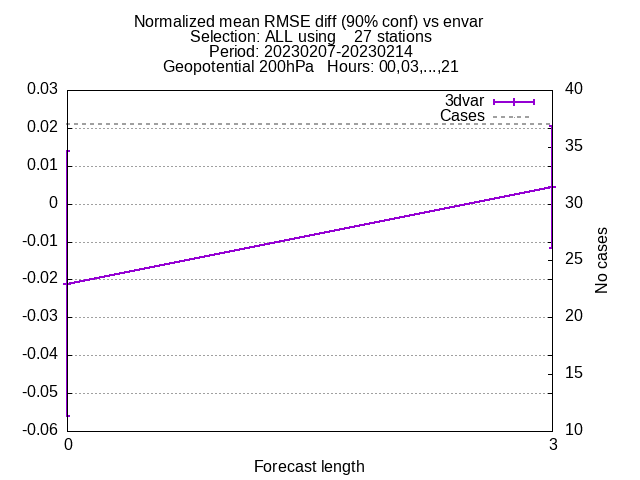 Normalized mean RMSE diff (90% conf) vs envar
Selection: ALL using    27 stations
Period: 20230207-20230214
Geopotential 200hPa   Hours: 00,03,...,21
3dvar
Cases
0.03
0.02
0.01
0
-0.01
-0.02
-0.03
-0.04
-0.05
-0.06
40
35
30
25
20
15
10
No cases
0
3
Forecast length